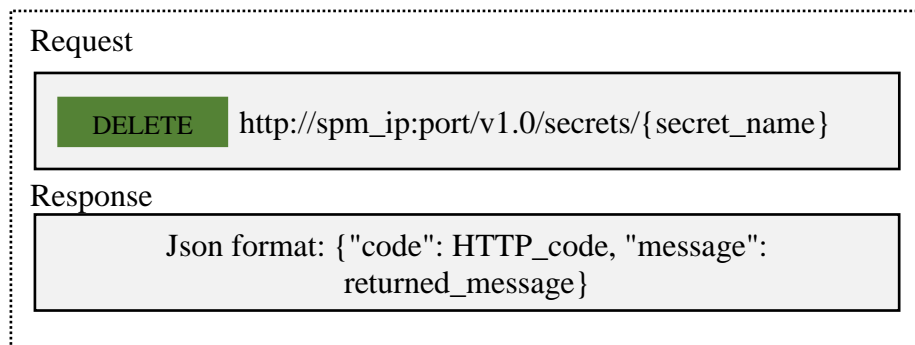 Request
DELETE http://spm_ip:port/v1.0/secrets/{secret_name}
Response
Json format: {"code": HTTP_code, "message":
returned_message}